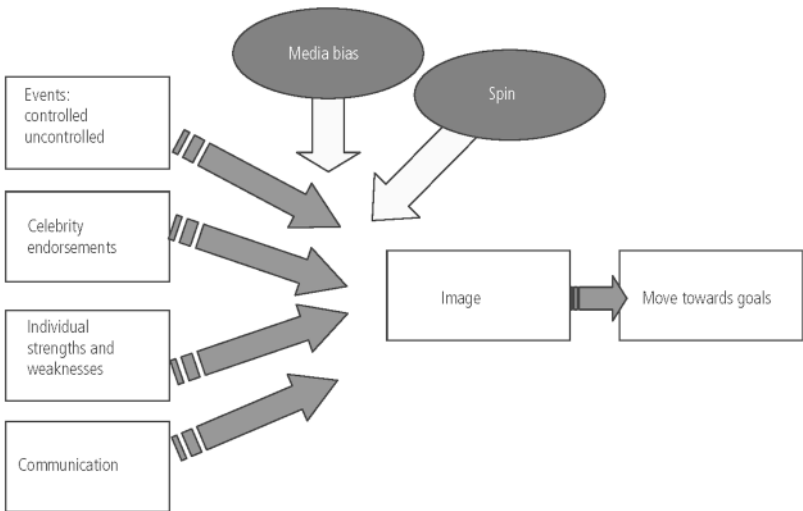 Media bias
Spin
Events:
controlled
uncontrolled
Celebrity
endorsements
Individual
strengths and
weaknesses
Communication
Image
Move towards goals